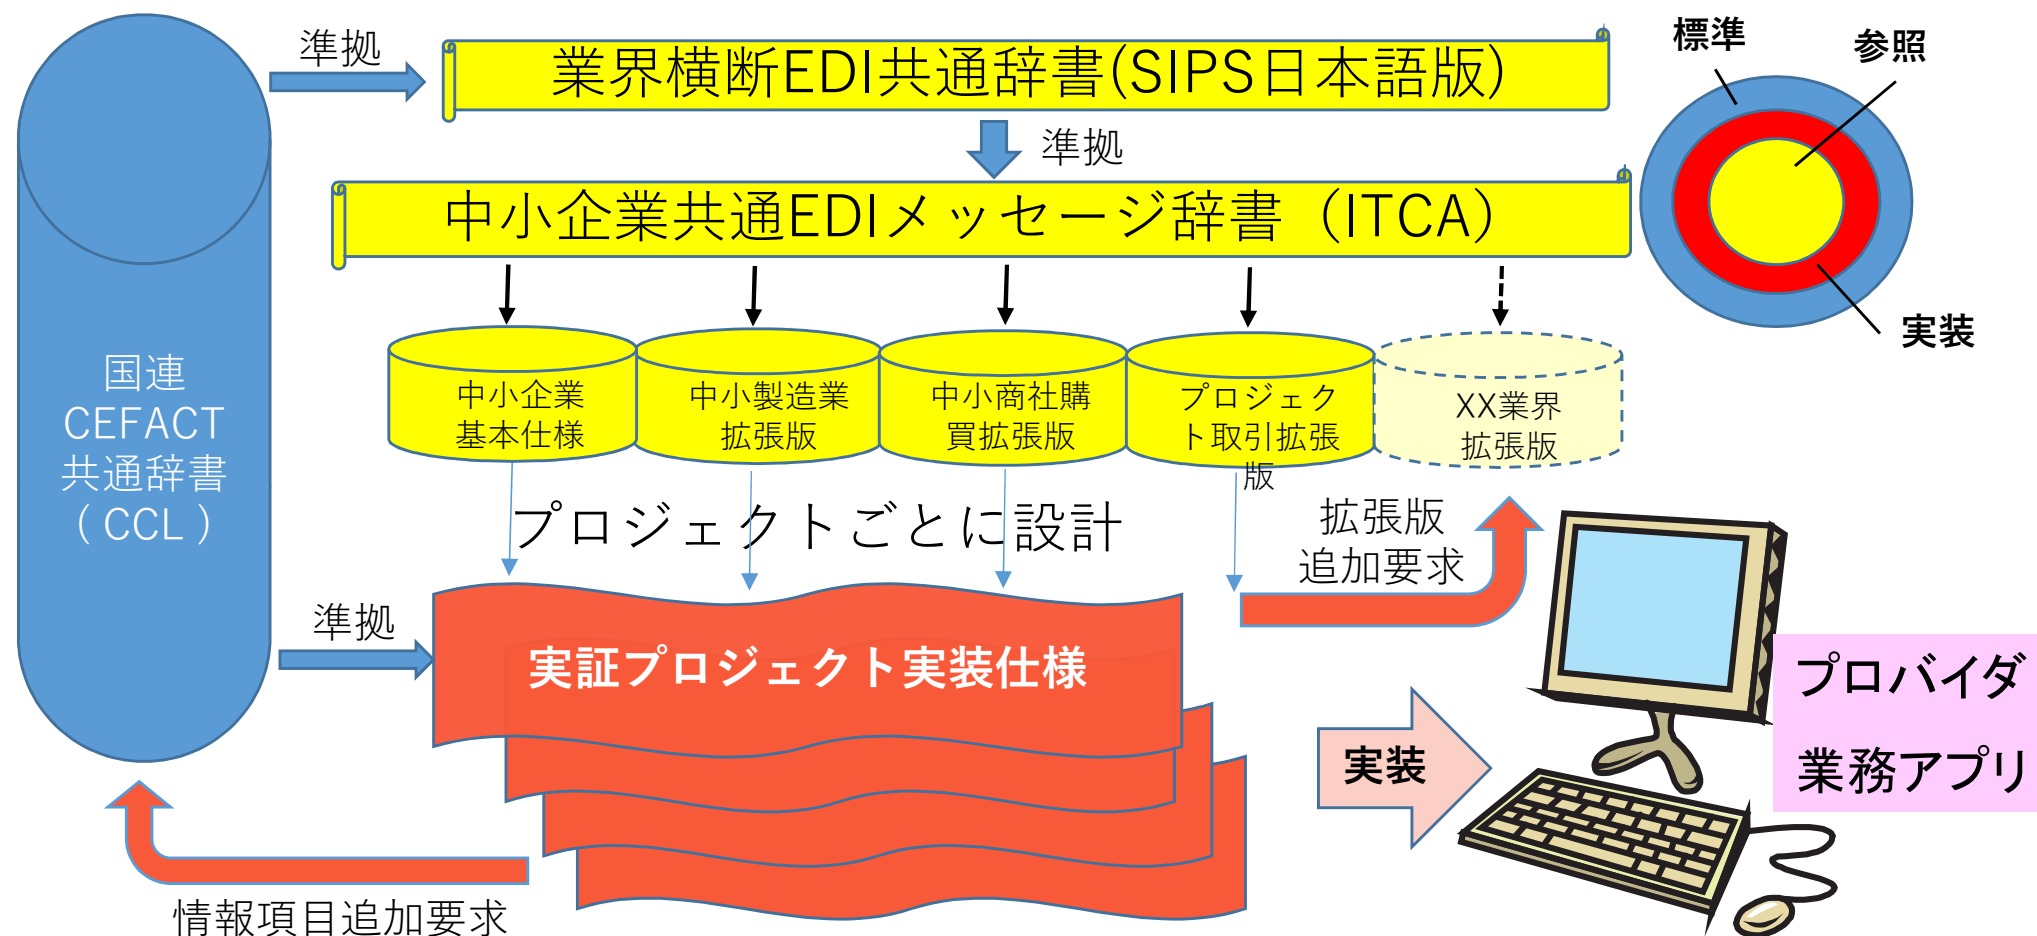 準拠
業界横断EDI共通辞書(SIPS日本語版)
標準
参照
準拠
中小企業共通EDIメッセージ辞書（ITCA）
実装
国連
CEFACT
共通辞書
（CCL）
中小企業
基本仕様
中小製造業
拡張版
中小商社購
買拡張版
プロジェク
ト取引拡張
版
XX業界
拡張版
プロジェクトごとに設計
拡張版
追加要求
準拠
実証プロジェクト実装仕様
実装
プロバイダ
業務アプリ
情報項目追加要求